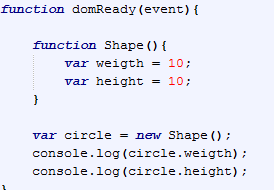 function domReady(event){
function Shape(){
var weigth = 10;
var height = 10;
}
var circle = new Shape();
console.log(circle.weigth);
console.log(circle.height);
}